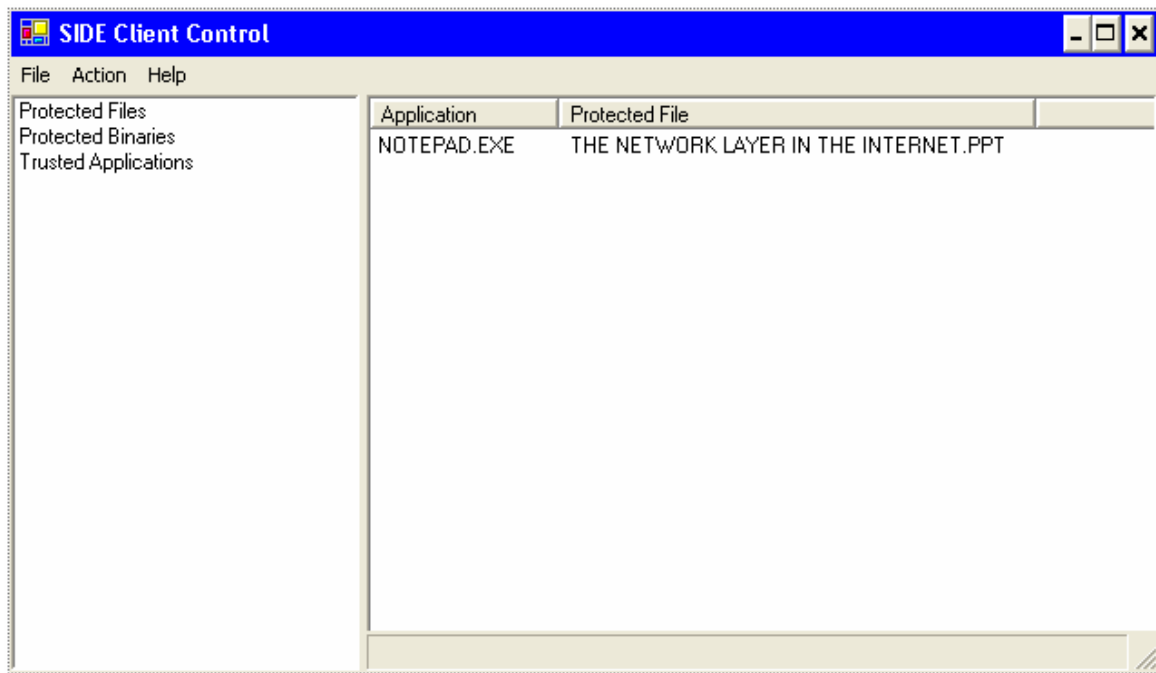 SIDE Client Control
File Action Help
Protected Files
Protected Binaries
Trusted Applications
Application Protected File
NOTEPAD.EXE THE NETWORK LAYER IN THE INTERNET.PPT